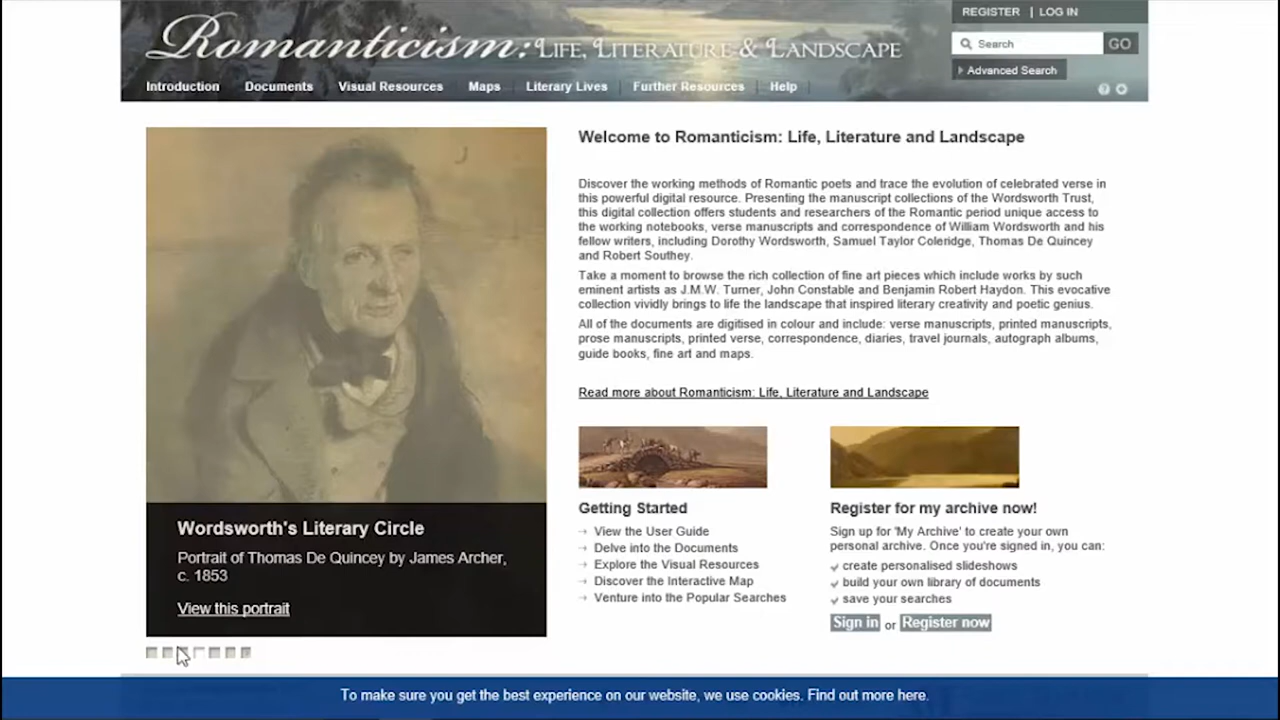 REGISTER | LOG IN
Romanticism: LIFE, LITERATURE & LANDSCAPE
Search GO
Advanced Search
Introduction Documents Visual Resources Maps Literary Lives Further Resources Help
Welcome to Romanticism: Life, Literature and Landscape
Discover the working methods of Romantic poets and trace the evolution of celebrated verse in
this powerful digital resource. Presenting the manuscript collections of the Wordsworth Trust,
this digital collection offers students and researchers of the Romantic period unique access to
the working notebooks, verse manuscripts and correspondence of William Wordsworth and his
fellow writers, including Dorothy Wordsworth, Samuel Taylor Coleridge, Thomas De Quincey
and Robert Southey.
Take a moment to browse the rich collection of fine art pieces which include works by such
eminent artists as J.M.W. Turner, John Constable and Benjamin Robert Haydon. This evocative
collection vividly brings to life the landscape that inspired literary creativity and poetic genius.
All of the documents are digitised in colour and include: verse manuscripts, printed manuscripts,
prose manuscripts, printed verse, correspondence, diaries, travel journals, autograph albums,
guide books, fine art and maps.
Read more about Romanticism: Life, Literature and Landscape
Wordsworth's Literary Circle
Portrait of Thomas De Quincey by James Archer,
c. 1853
View this portrait
Getting Started
View the User Guide
Delve into the Documents
Explore the Visual Resources
Discover the Interactive Map
Venture into the Popular Searches
Register for my archive now!
Sign up for 'My Archive' to create your own
personal archive. Once you're signed in, you can:
create personalised slideshows
build your own library of documents
save your searches
Sign in or Register now
To make sure you get the best experience on our website, we use cookies. Find out more here.